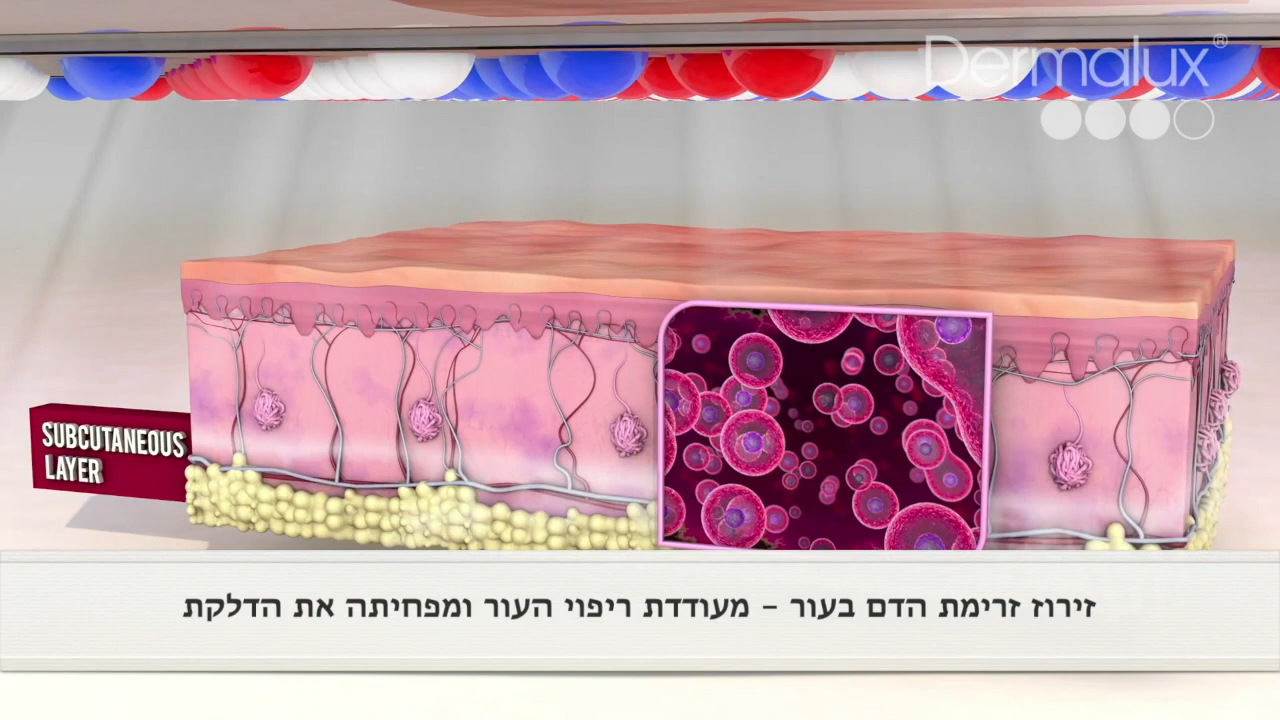 Dermalux®
SUBCUTANEOUS
LAYER
זירוז זרימת הדם בעור – מעודדת ריפוי העור ומפחיתה את הדלקת